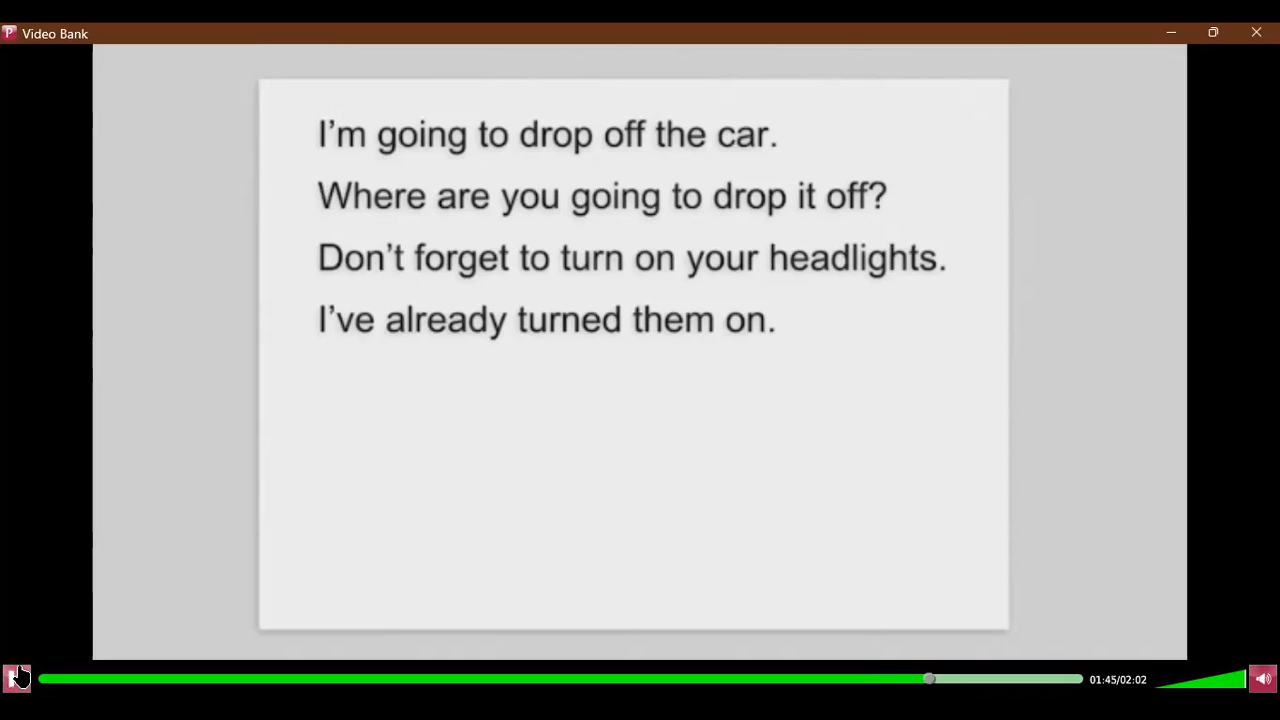 Video Bank
I'm going to drop off the car.
Where are you going to drop it off?
Don't forget to turn on your headlights.
I've already turned them on.
01:45/02:02